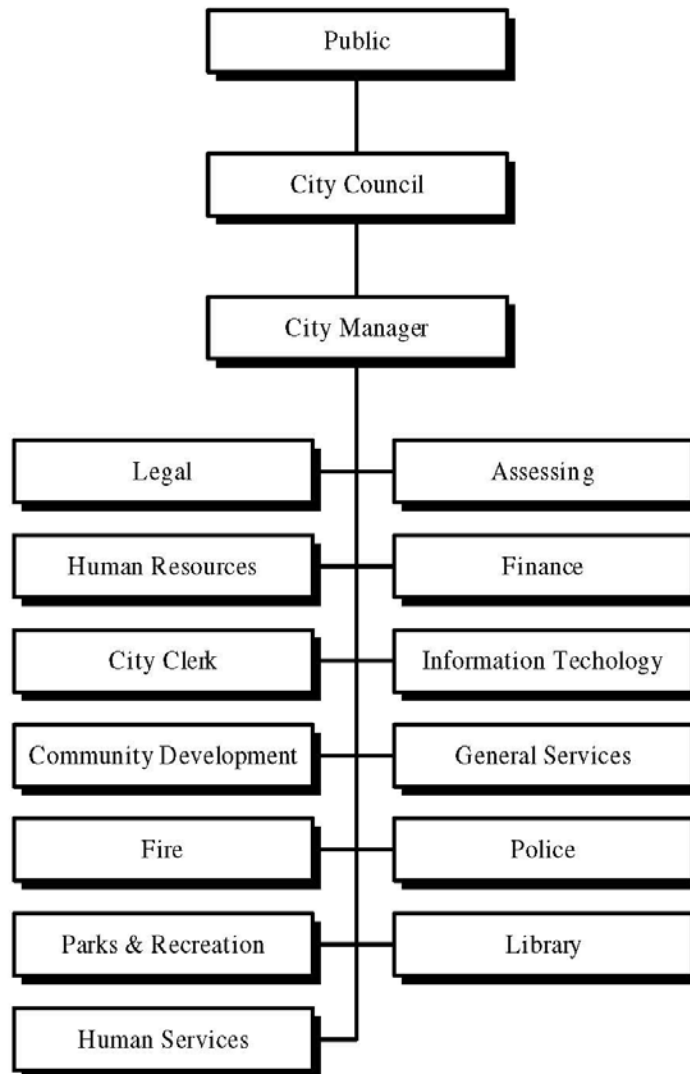 Public
City Council
City Manager
Legal
Assessing
Human Resources
Finance
City Clerk
Information Techology
Community Development
General Services
Fire
Police
Parks & Recreation
Library
Human Services